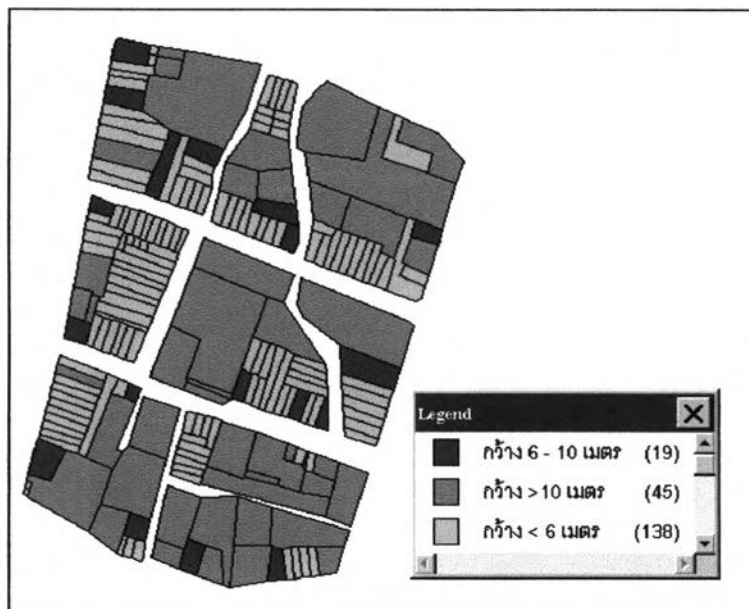 Legend
กว้าง 6 - 10 เมตร (19)
กว้าง >10 เมตร (45)
กว้าง < 6 เมตร (138)